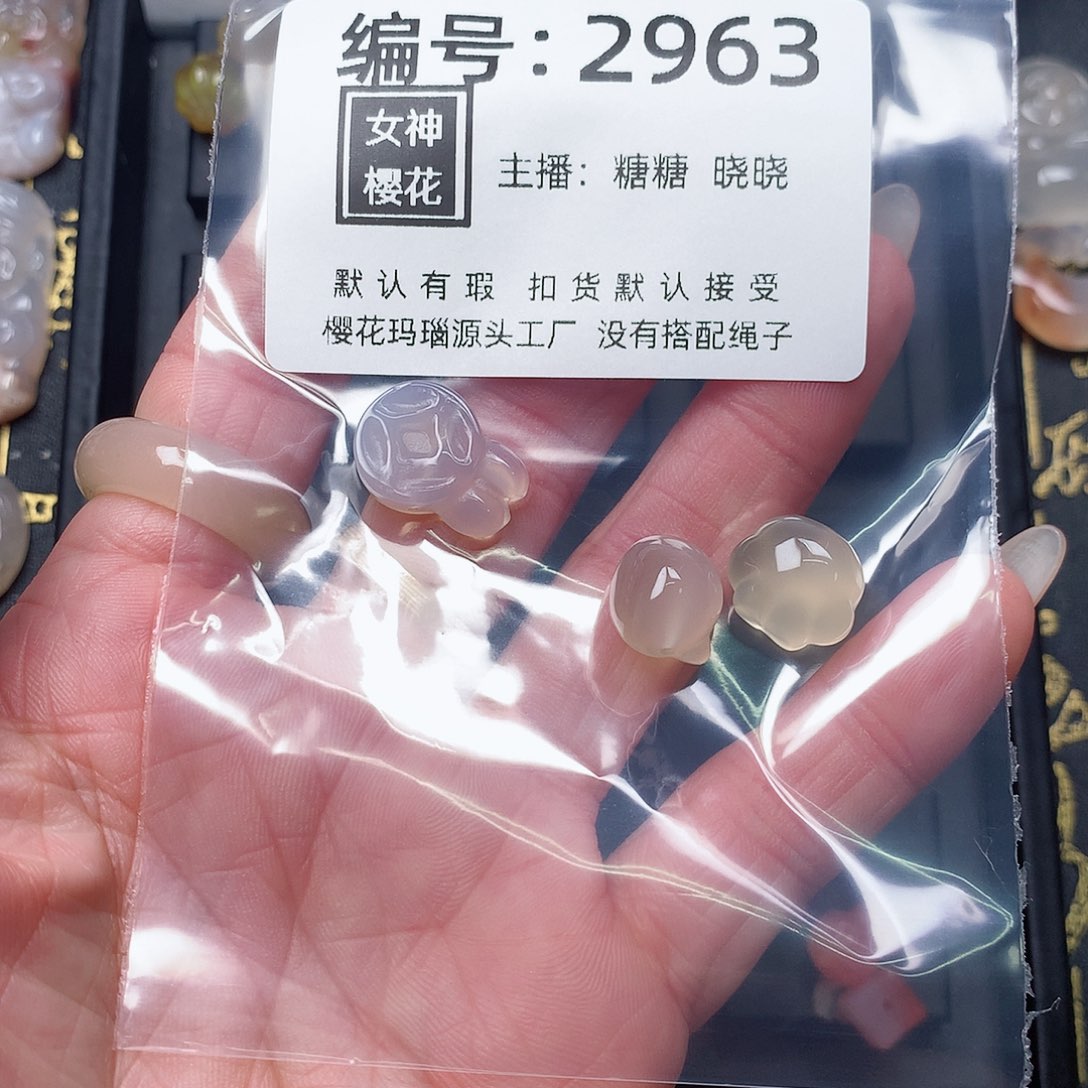 编号:2963
女神
樱花
主播: 糖糖 晓晓
默认有瑕 扣货默认接受
樱花玛瑙源头工厂 没有搭配绳子